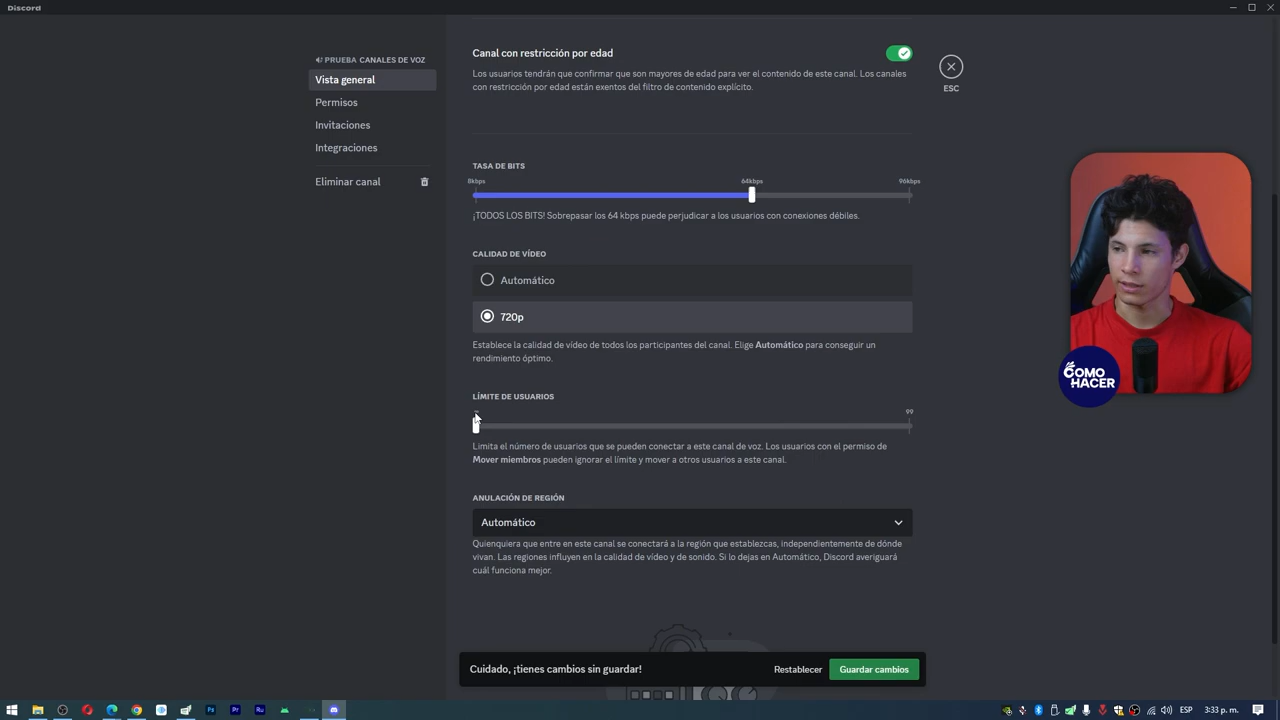 Discord
PRUEBA CANALES DE VOZ
Vista general
Permisos
Invitaciones
Integraciones
Eliminar canal
Canal con restricción por edad
Los usuarios tendrán que confirmar que son mayores de edad para ver el contenido de este canal. Los canales
con restricción por edad están exentos del filtro de contenido explícito.
ESC
TASA DE BITS
8kbps 64kbps 96kbps
¡TODOS LOS BITS! Sobrepasar los 64 kbps puede perjudicar a los usuarios con conexiones débiles.
CALIDAD DE VÍDEO
Automático
720p
Establece la calidad de vídeo de todos los participantes del canal. Elige Automático para conseguir un
rendimiento óptimo.
LÍMITE DE USUARIOS
99
Limita el número de usuarios que se pueden conectar a este canal de voz. Los usuarios con el permiso de
Mover miembros pueden ignorar el límite y mover a otros usuarios a este canal.
ANULACIÓN DE REGIÓN
Automático
Quienquiera que entre en este canal se conectará a la región que establezcas, independientemente de dónde
vivan. Las regiones influyen en la calidad de vídeo y de sonido. Si lo dejas en Automático, Discord averiguará
cuál funciona mejor.
Cuidado, ¡tienes cambios sin guardar!
Restablecer
Guardar cambios
COMO
HACER
Ps
Pr
Ru
ESP
3:33 p. m.